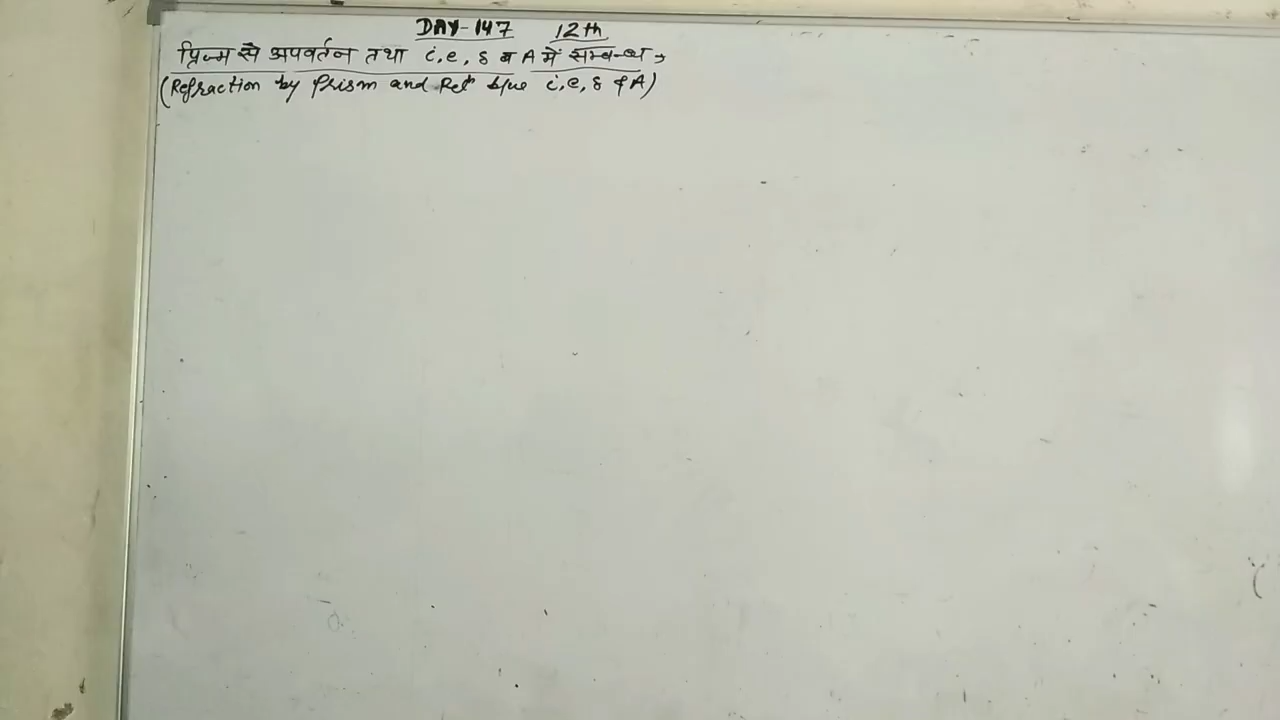 DAY-147 12th
प्रिज्म से अपवर्तन तथा i, e, δ व A में सम्बन्ध →
(Refraction by Prism and Relⁿ b/w i, e, δ & A)